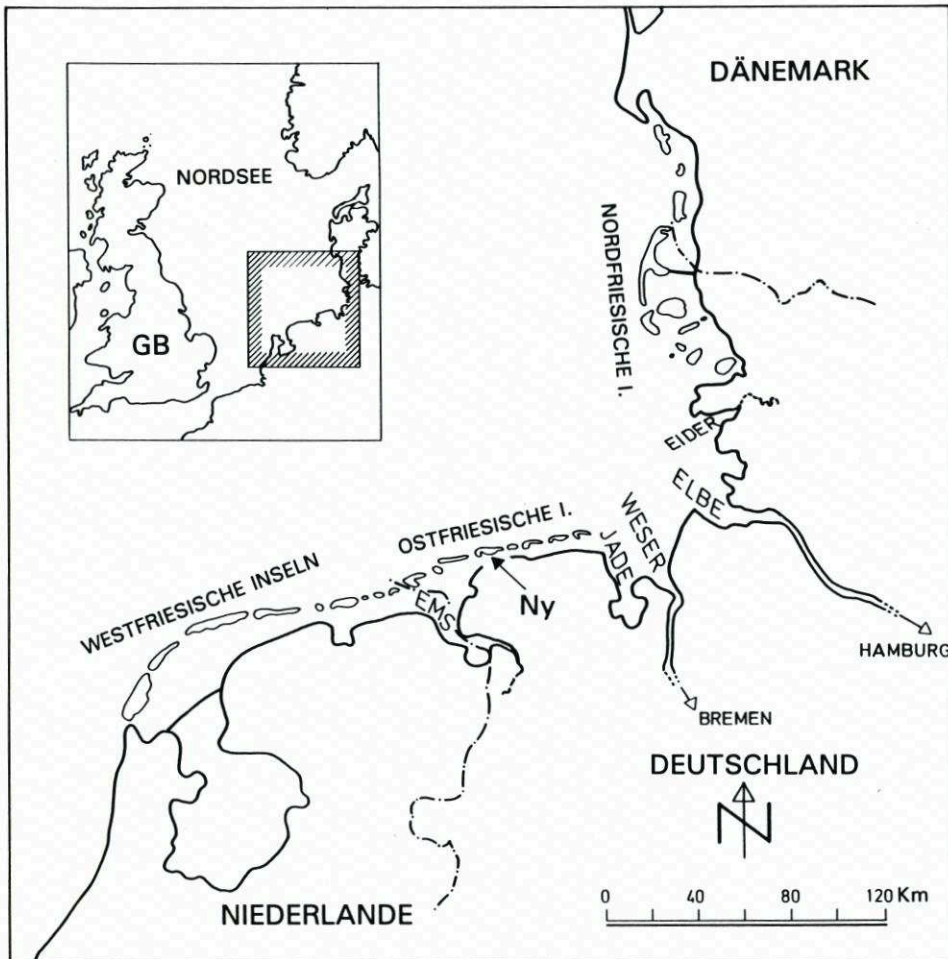 DÄNEMARK
NORDSEE
GB
NORDFRIESISCHE I.
EIDER
ELBE
WESER
JADE
OSTFRIESISCHE I.
Ny
EMS
WESTFRIESISCHE INSELN
HAMBURG
BREMEN
DEUTSCHLAND
N
NIEDERLANDE
0 40 80 120 Km